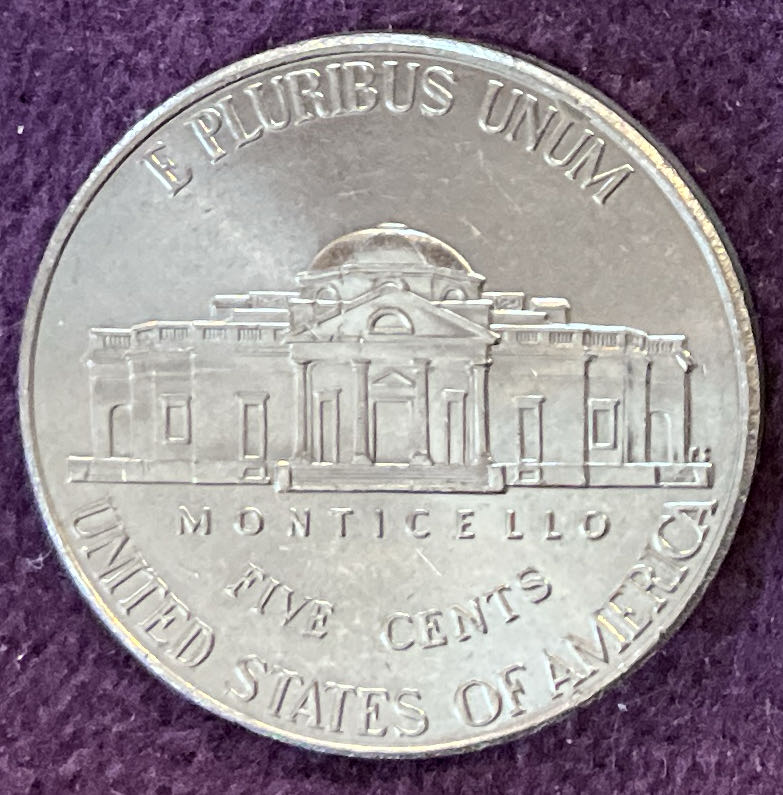 E PLURIBUS UNUM
MONTICELLO
FIVE CENTS
UNITED STATES OF AMERICA